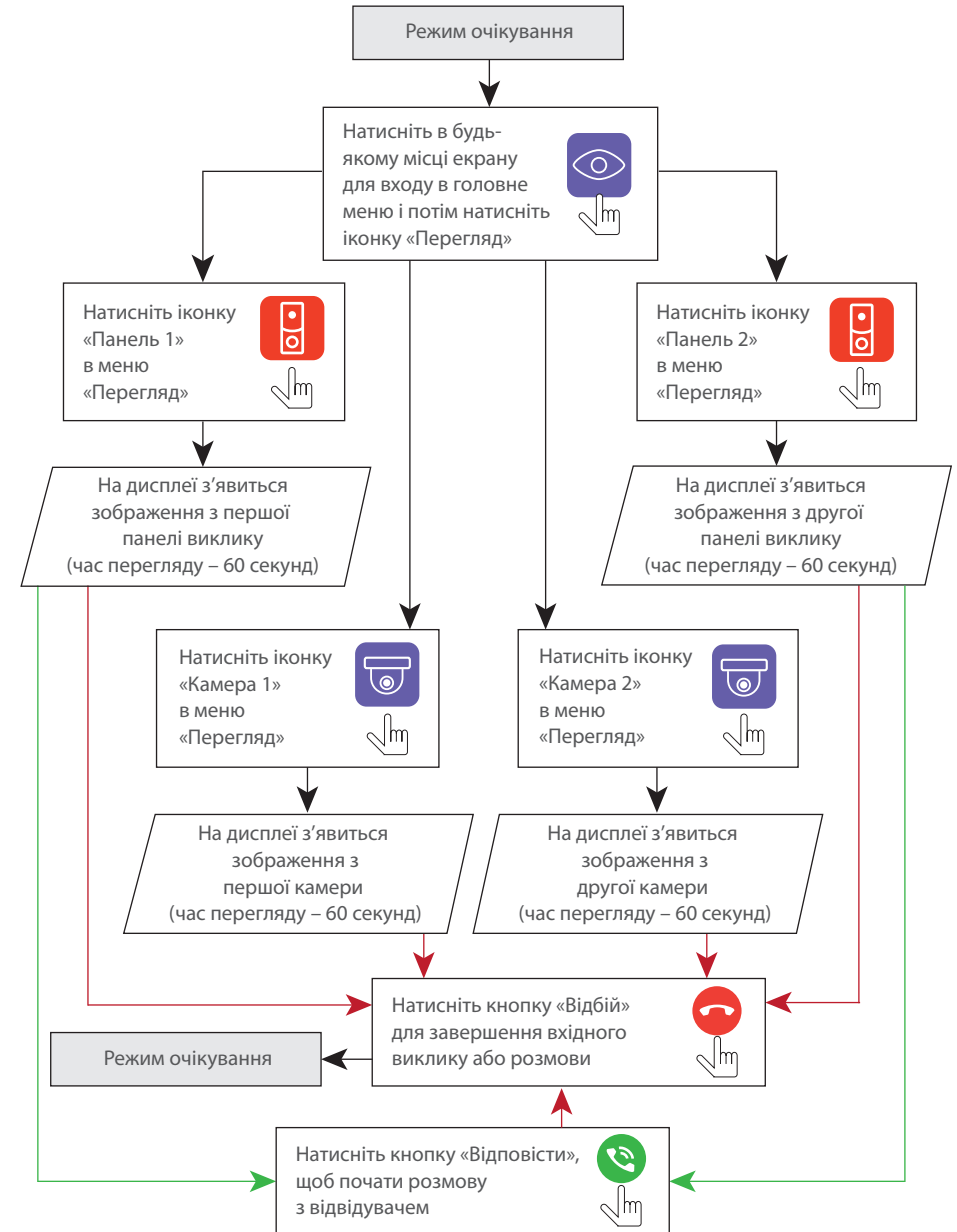 Режим очікування
Натисніть в будь-
якому місці екрану
для входу в головне
меню і потім натисніть
іконку «Перегляд»
Натисніть іконку
«Панель 1»
в меню
«Перегляд»
Натисніть іконку
«Панель 2»
в меню
«Перегляд»
На дисплеї з’явиться
зображення з першої
панелі виклику
(час перегляду – 60 секунд)
На дисплеї з’явиться
зображення з другої
панелі виклику
(час перегляду – 60 секунд)
Натисніть іконку
«Камера 1»
в меню
«Перегляд»
Натисніть іконку
«Камера 2»
в меню
«Перегляд»
На дисплеї з’явиться
зображення з
першої камери
(час перегляду – 60 секунд)
На дисплеї з’явиться
зображення з
другої камери
(час перегляду – 60 секунд)
Натисніть кнопку «Відбій»
для завершення вхідного
виклику або розмови
Режим очікування
Натисніть кнопку «Відповісти»,
щоб почати розмову
з відвідувачем